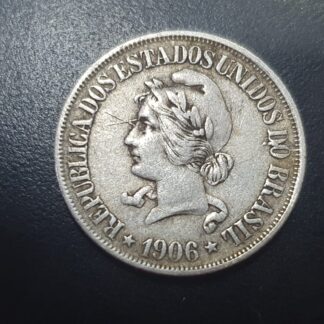 REPUBLICA DOS ESTADOS UNIDOS DO BRASIL
★ 1906 ★